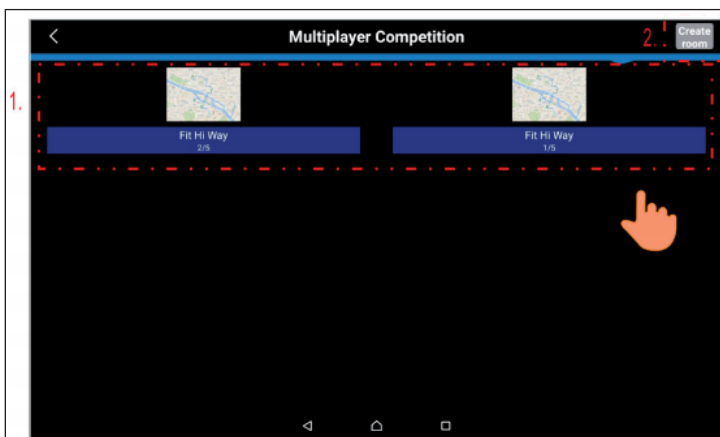 Multiplayer Competition
2.
Create
room
1.
Fit Hi Way
2/5
Fit Hi Way
1/5